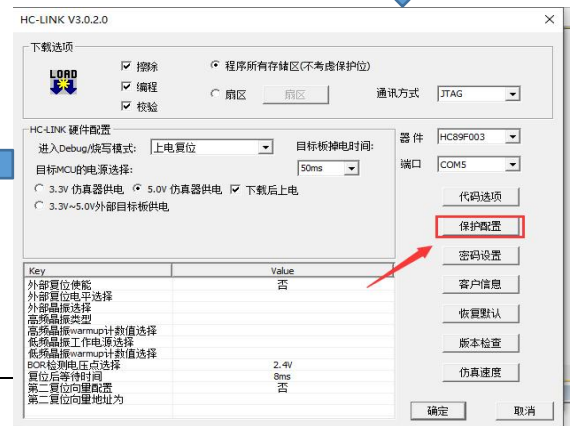 HC-LINK V3.0.2.0
下载选项
LOAD
擦除
编程
校验
程序所有存储区(不考虑保护位)
扇区
扇区
通讯方式
JTAG
HC-LINK 硬件配置
进入Debug/烧写模式:
上电复位
目标板掉电时间:
目标MCU的电源选择:
50ms
3.3V 仿真器供电
5.0V 仿真器供电
下载后上电
3.3V~5.0V外部目标板供电
器件
HC89F003
端口
COM5
代码选项
保护配置
密码设置
客户信息
恢复默认
版本检查
仿真速度
Key Value
外部复位使能 否
外部复位电平选择
外部晶振选择
高频晶振类型
高频晶振warmup计数值选择
低频晶振工作电源选择
低频晶振warmup计数值选择
BOR检测电压点选择 2.4V
复位后等待时间 8ms
第二复位向量配置 否
第二复位向量地址为
确定
取消